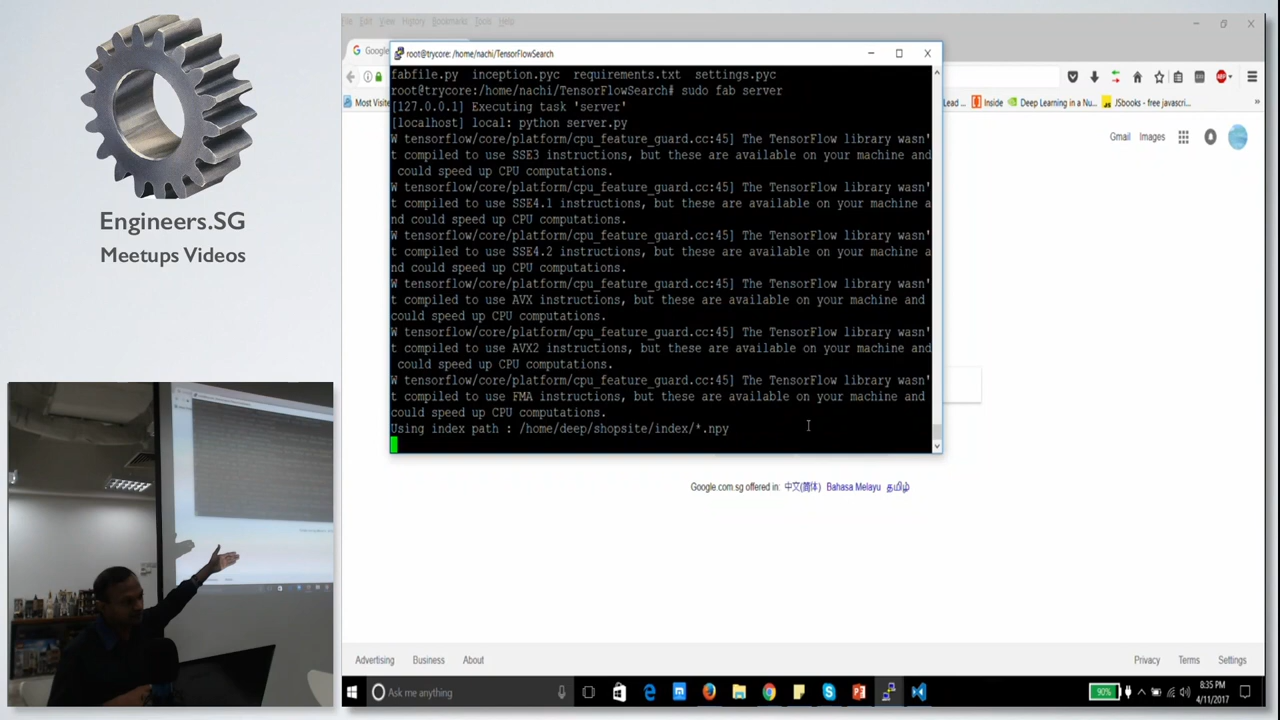 Engineers.SG
Meetups Videos
File Edit View History Bookmarks Tools Help
Google
Most Visite
Lead ... Inside Deep Learning in a Nu... JSbooks - free javascri...
Gmail Images
root@trycore: /home/nachi/TensorFlowSearch
fabfile.py inception.pyc requirements.txt settings.pyc
root@trycore:/home/nachi/TensorFlowSearch# sudo fab server
[127.0.0.1] Executing task 'server'
[localhost] local: python server.py
W tensorflow/core/platform/cpu_feature_guard.cc:45] The TensorFlow library wasn'
t compiled to use SSE3 instructions, but these are available on your machine and
could speed up CPU computations.
W tensorflow/core/platform/cpu_feature_guard.cc:45] The TensorFlow library wasn'
t compiled to use SSE4.1 instructions, but these are available on your machine a
nd could speed up CPU computations.
W tensorflow/core/platform/cpu_feature_guard.cc:45] The TensorFlow library wasn'
t compiled to use SSE4.2 instructions, but these are available on your machine a
nd could speed up CPU computations.
W tensorflow/core/platform/cpu_feature_guard.cc:45] The TensorFlow library wasn'
t compiled to use AVX instructions, but these are available on your machine and
could speed up CPU computations.
W tensorflow/core/platform/cpu_feature_guard.cc:45] The TensorFlow library wasn'
t compiled to use AVX2 instructions, but these are available on your machine and
could speed up CPU computations.
W tensorflow/core/platform/cpu_feature_guard.cc:45] The TensorFlow library wasn'
t compiled to use FMA instructions, but these are available on your machine and
could speed up CPU computations.
Using index path : /home/deep/shopsite/index/*.npy
Google.com.sg offered in: 中文(简体) Bahasa Melayu தமிழ்
Advertising Business About
Privacy Terms Settings
Ask me anything
90%
8:35 PM
4/11/2017